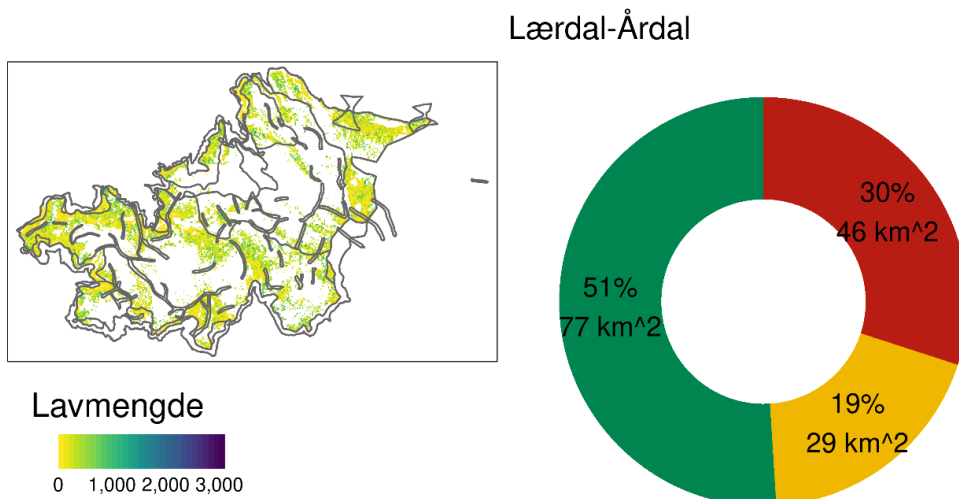 Lærdal-Årdal
30%
46 km^2
51%
77 km^2
19%
29 km^2
Lavmengde
0 1,000 2,000 3,000